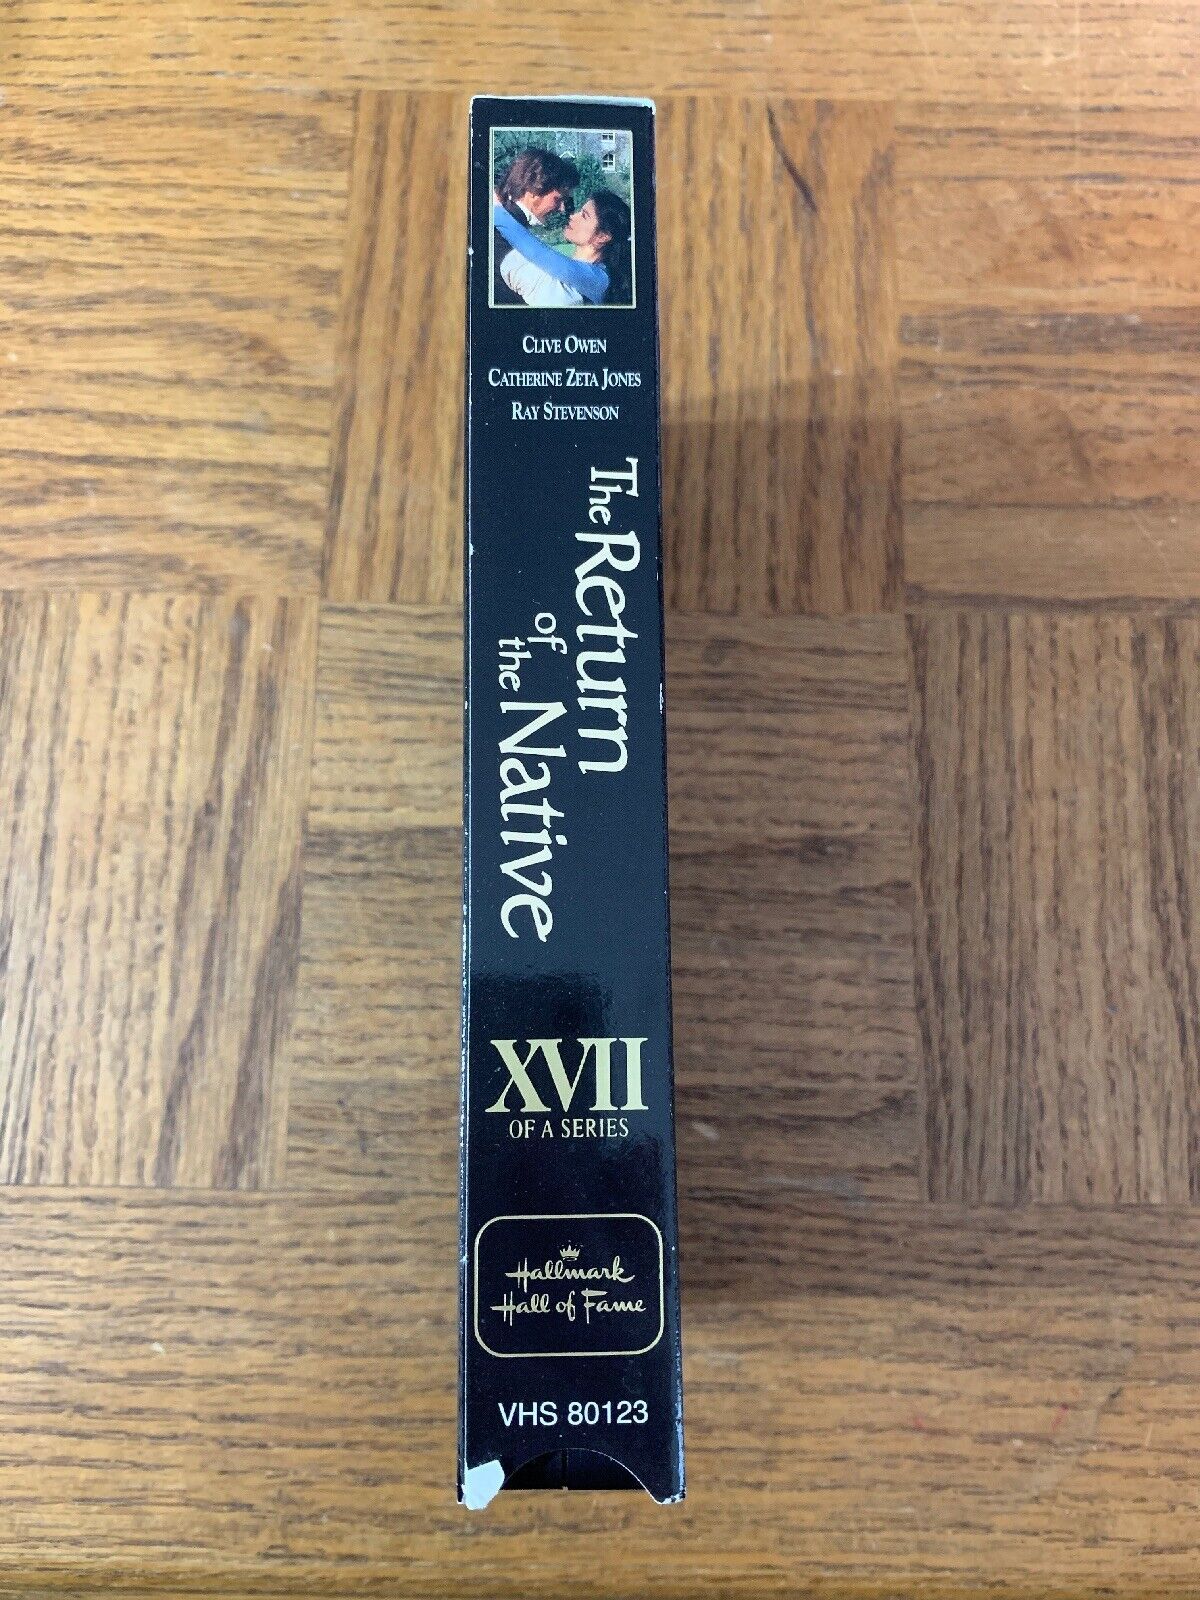 CLIVE OWEN
CATHERINE ZETA JONES
RAY STEVENSON
The Return
of
the Native
XVII
OF A SERIES
Hallmark
Hall of Fame
VHS 80123